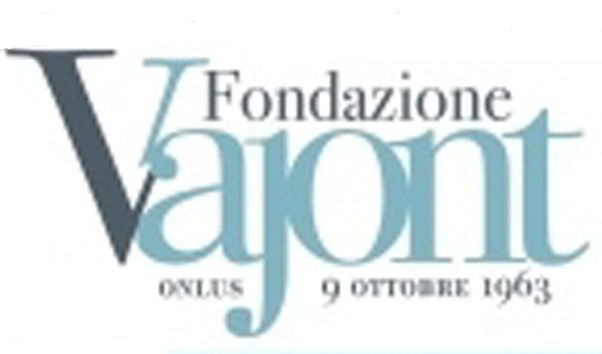 Fondazione
Vajont
ONLUS 9 OTTOBRE 1963